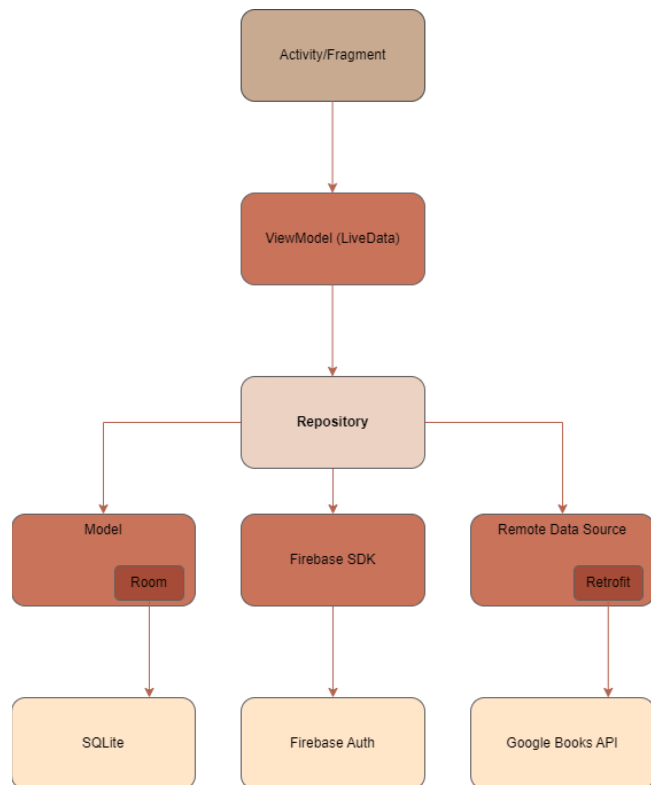 Activity/Fragment
ViewModel (LiveData)
Repository
Model
Room
Firebase SDK
Remote Data Source
Retrofit
SQLite
Firebase Auth
Google Books API